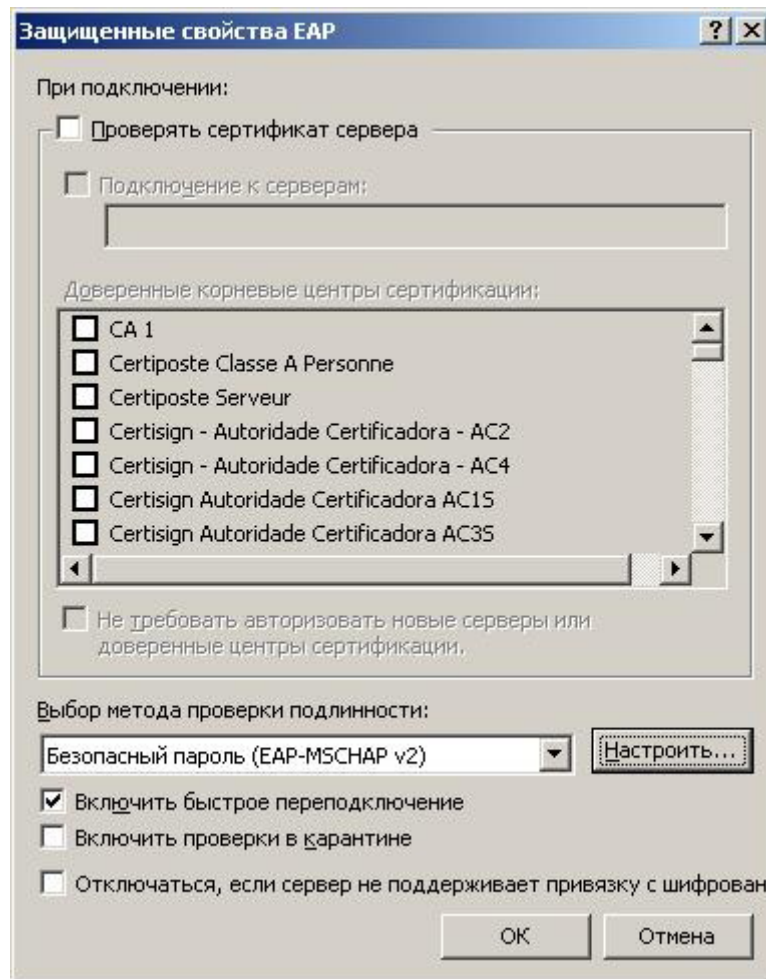 Защищенные свойства EAP
При подключении:
Проверять сертификат сервера
Подключение к серверам:
Доверенные корневые центры сертификации:
CA 1
Certiposte Classe A Personne
Certiposte Serveur
Certisign - Autoridade Certificadora - AC2
Certisign - Autoridade Certificadora - AC4
Certisign Autoridade Certificadora AC1S
Certisign Autoridade Certificadora AC3S
Не требовать авторизовать новые серверы или
доверенные центры сертификации.
Выбор метода проверки подлинности:
Безопасный пароль (EAP-MSCHAP v2) Настроить...
Включить быстрое переподключение
Включить проверки в карантине
Отключаться, если сервер не поддерживает привязку с шифрован
ОК Отмена